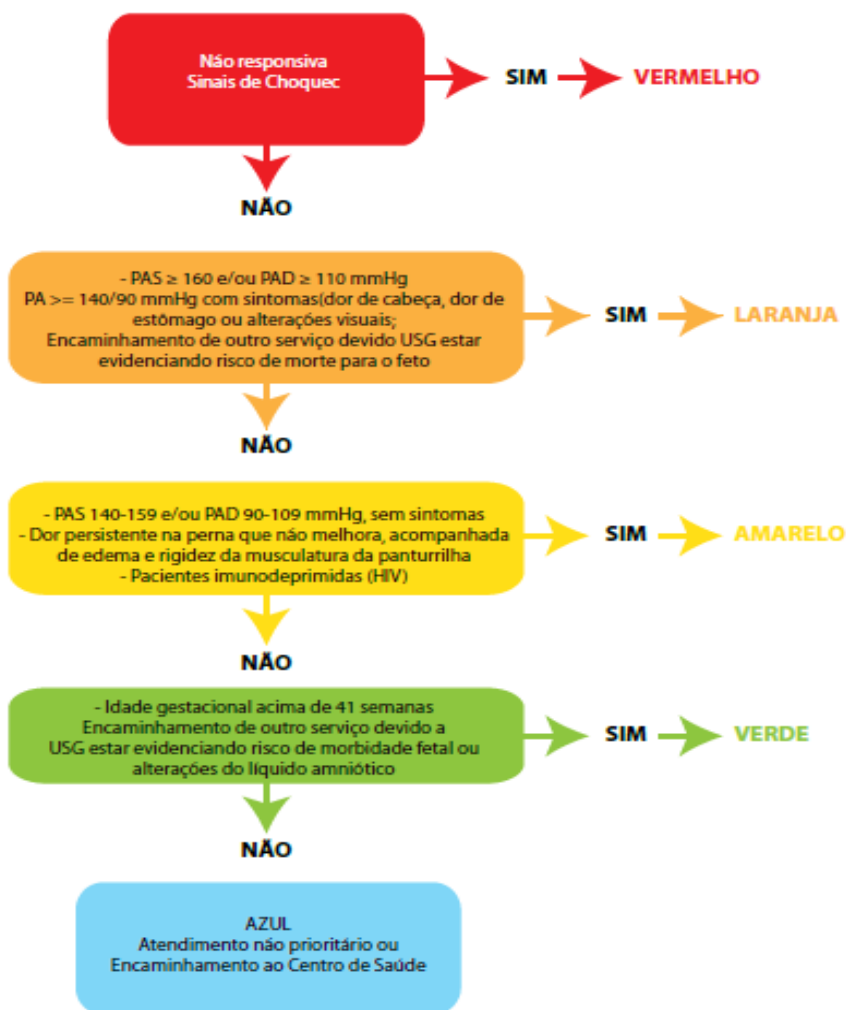 Não responsiva
Sinais de Choquec
SIM
VERMELHO
NÃO
- PAS ≥ 160 e/ou PAD ≥ 110 mmHg
PA >= 140/90 mmHg com sintomas(dor de cabeça, dor de
estômago ou alterações visuais;
Encaminhamento de outro serviço devido USG estar
evidenciando risco de morte para o feto
SIM
LARANJA
NÃO
- PAS 140-159 e/ou PAD 90-109 mmHg, sem sintomas
- Dor persistente na perna que não melhora, acompanhada
de edema e rigidez da musculatura da panturrilha
- Pacientes imunodeprimidas (HIV)
SIM
AMARELO
NÃO
- Idade gestacional acima de 41 semanas
Encaminhamento de outro serviço devido a
USG estar evidenciando risco de morbidade fetal ou
alterações do líquido amniótico
SIM
VERDE
NÃO
AZUL
Atendimento não prioritário ou
Encaminhamento ao Centro de Saúde